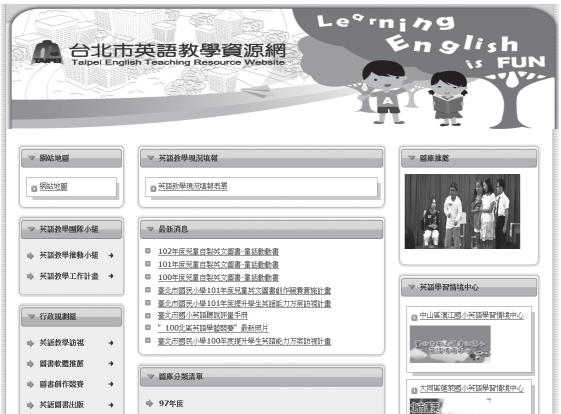 Learning
English
is FUN
台北市英語教學資源網
TAIPEI
Taipei English Teaching Resource Website
A
網站地圖
網站地圖
英語教學團隊小組
英語教學推動小組
英語教學工作計畫
行政規劃組
英語教學訪視
圖書軟體推薦
圖書創作競賽
英語圖書出版
英語教學現況填報
英語教學現況填報表單
最新消息
102年度兒童自製英文圖書-童話動動書
101年度兒童自製英文圖書-童話動動書
100年度兒童自製英文圖書-童話動動書
臺北市國民小學101年度兒童英文圖書創作競賽實施計畫
臺北市國民小學101年度提升學生英語能力方案訪視計畫
臺北市國小英語聽說評量手冊
"100北區英語學藝競賽"最新照片
臺北市國民小學100年度提升學生英語能力方案訪視計畫
圖庫分類清單
97年度
圖庫推薦
英語學習情境中心
中山區濱江國小英語學習情境中心
大同區蓬萊國小英語學習情境中心